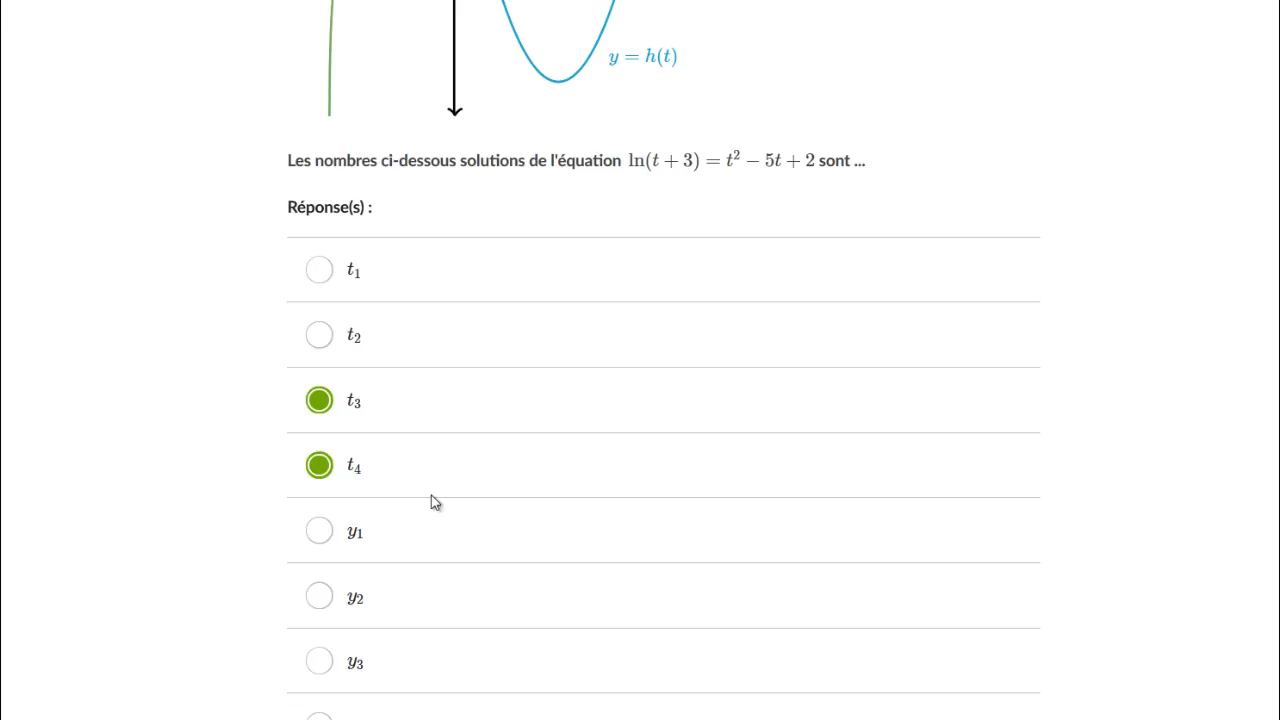 y = h(t)
Les nombres ci-dessous solutions de l'équation ln(t + 3) = t² − 5t + 2 sont ...
Réponse(s) :
t₁
t₂
t₃
t₄
y₁
y₂
y₃